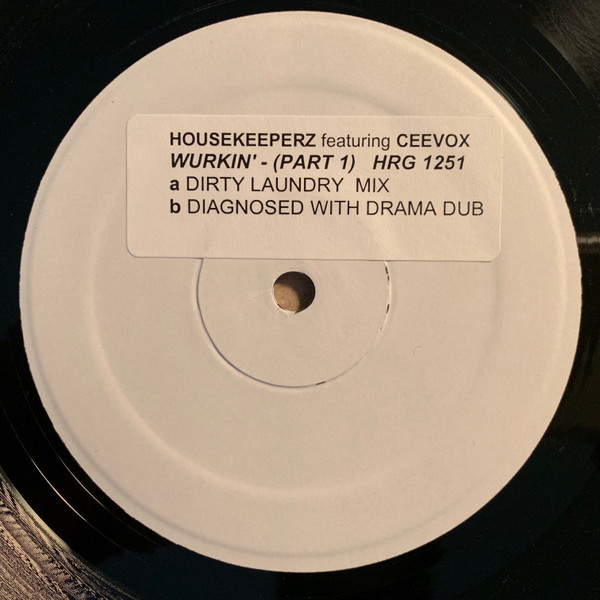 HOUSEKEEPERZ featuring CEEVOX
WURKIN' - (PART 1) HRG 1251
a DIRTY LAUNDRY MIX
b DIAGNOSED WITH DRAMA DUB